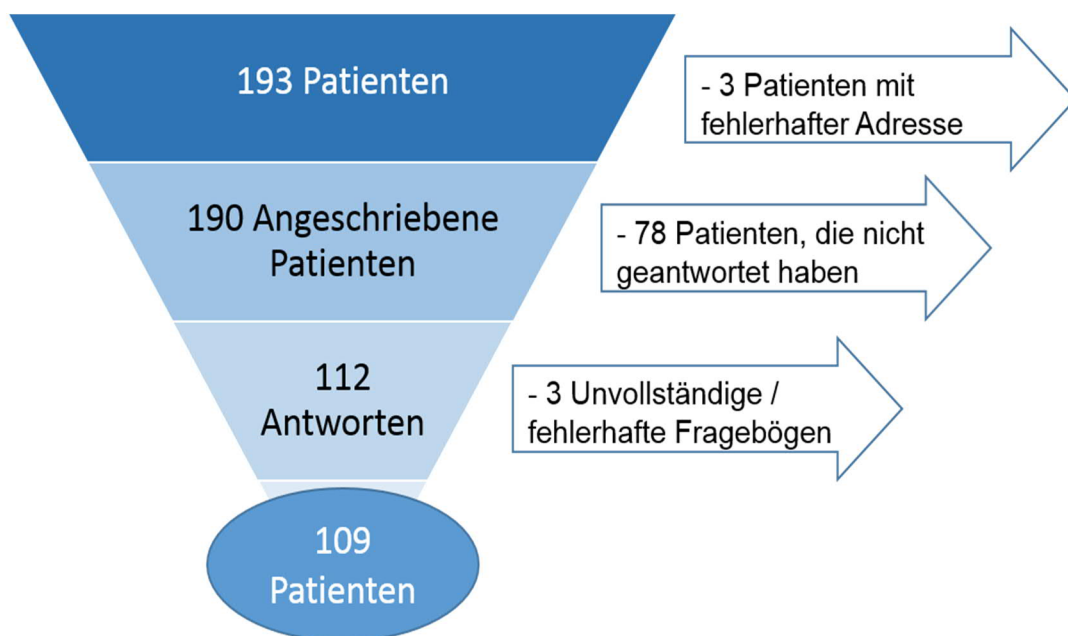 193 Patienten
- 3 Patienten mit
fehlerhafter Adresse
190 Angeschriebene
Patienten
- 78 Patienten, die nicht
geantwortet haben
112
Antworten
- 3 Unvollständige /
fehlerhafte Fragebögen
109
Patienten